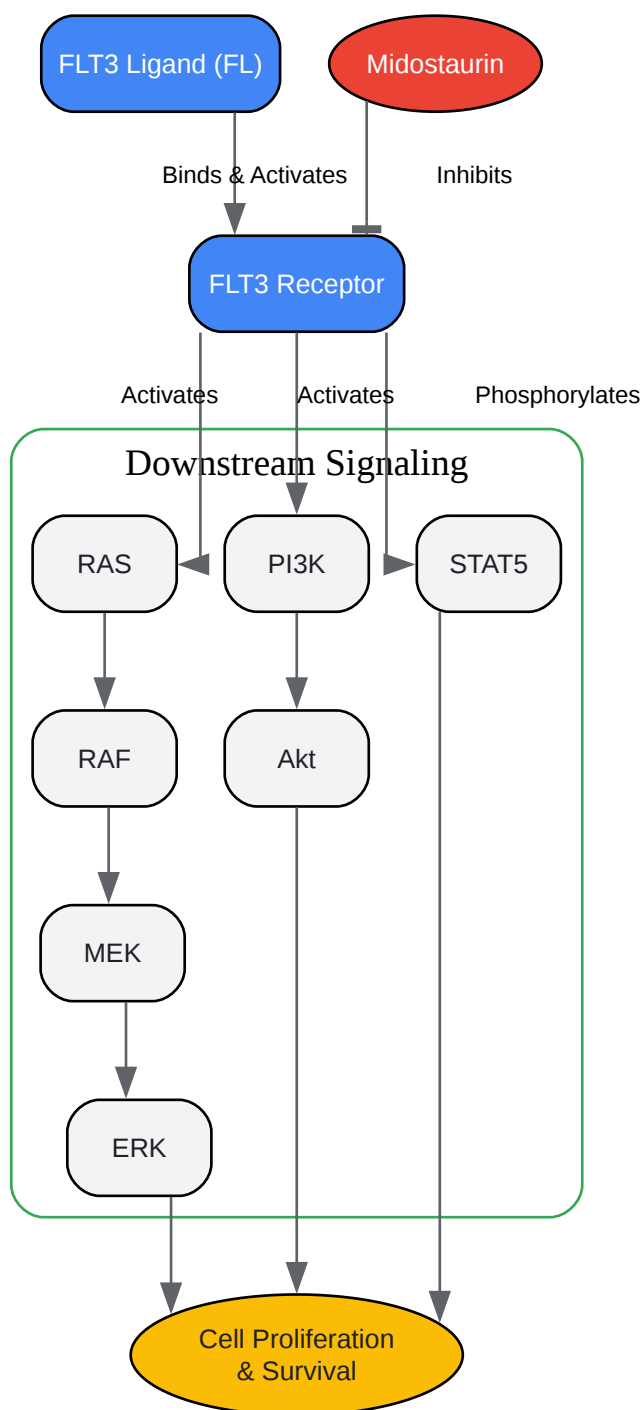 FLT3 Ligand (FL)
Midostaurin
Binds & Activates
Inhibits
FLT3 Receptor
Activates
Activates
Phosphorylates
Downstream Signaling
RAS
PI3K
STAT5
RAF
Akt
MEK
ERK
Cell Proliferation
& Survival